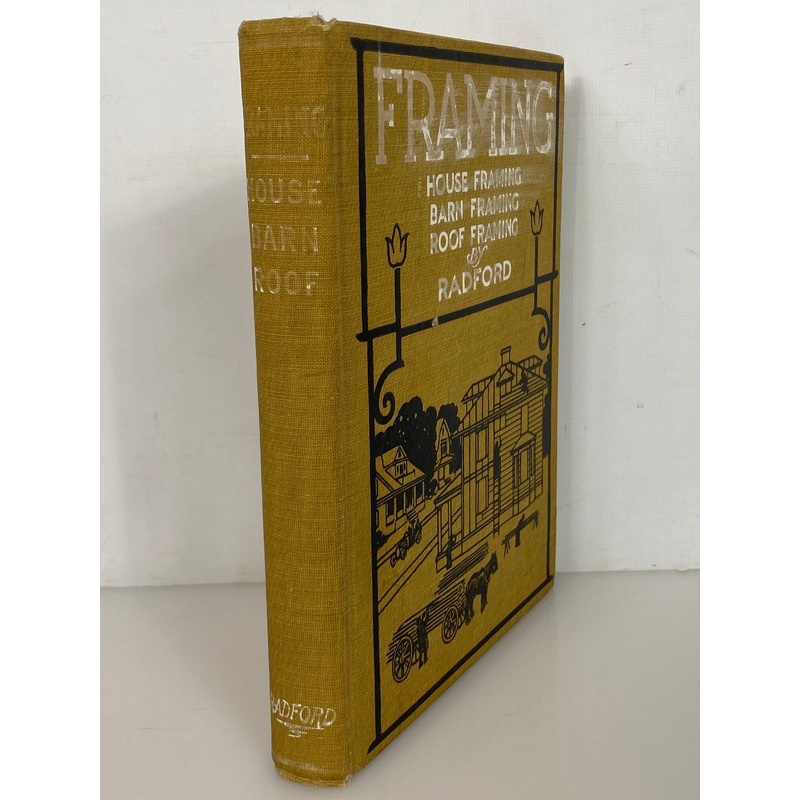 FRAMING
HOUSE
BARN
ROOF
RADFORD
FRAMING
HOUSE FRAMING
BARN FRAMING
ROOF FRAMING
By
RADFORD